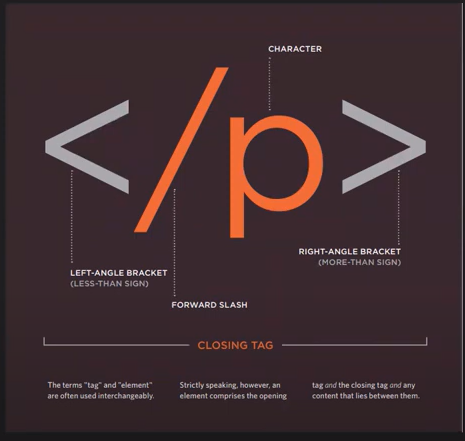 CHARACTER
</p>
LEFT-ANGLE BRACKET
(LESS-THAN SIGN)
RIGHT-ANGLE BRACKET
(MORE-THAN SIGN)
FORWARD SLASH
CLOSING TAG
The terms "tag" and "element"
are often used interchangeably.
Strictly speaking, however, an
element comprises the opening
tag and the closing tag and any
content that lies between them.